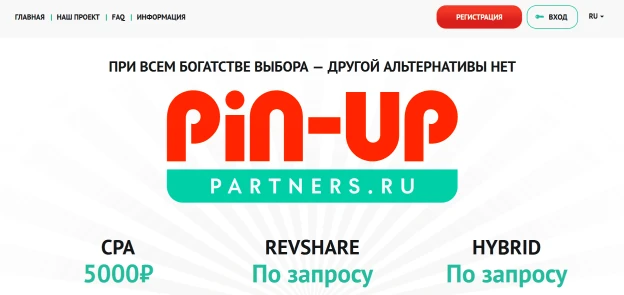 ГЛАВНАЯ | НАШ ПРОЕКТ | FAQ | ИНФОРМАЦИЯ РЕГИСТРАЦИЯ ВХОД RU
ПРИ ВСЕМ БОГАТСТВЕ ВЫБОРА — ДРУГОЙ АЛЬТЕРНАТИВЫ НЕТ
PiN-UP
PARTNERS.RU
CPA REVSHARE HYBRID
5000₽ По запросу По запросу